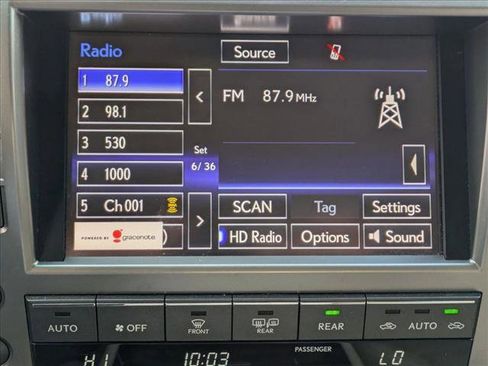 Radio
Source
1 87.9
2 98.1
3 530
4 1000
5 Ch 001
Set
6/36
FM 87.9 MHz
SCAN
Tag
Settings
POWERED BY gracenote.
HD Radio
Options
Sound
AUTO
OFF
FRONT
REAR
REAR
AUTO
HI
10:03
PASSENGER
LO